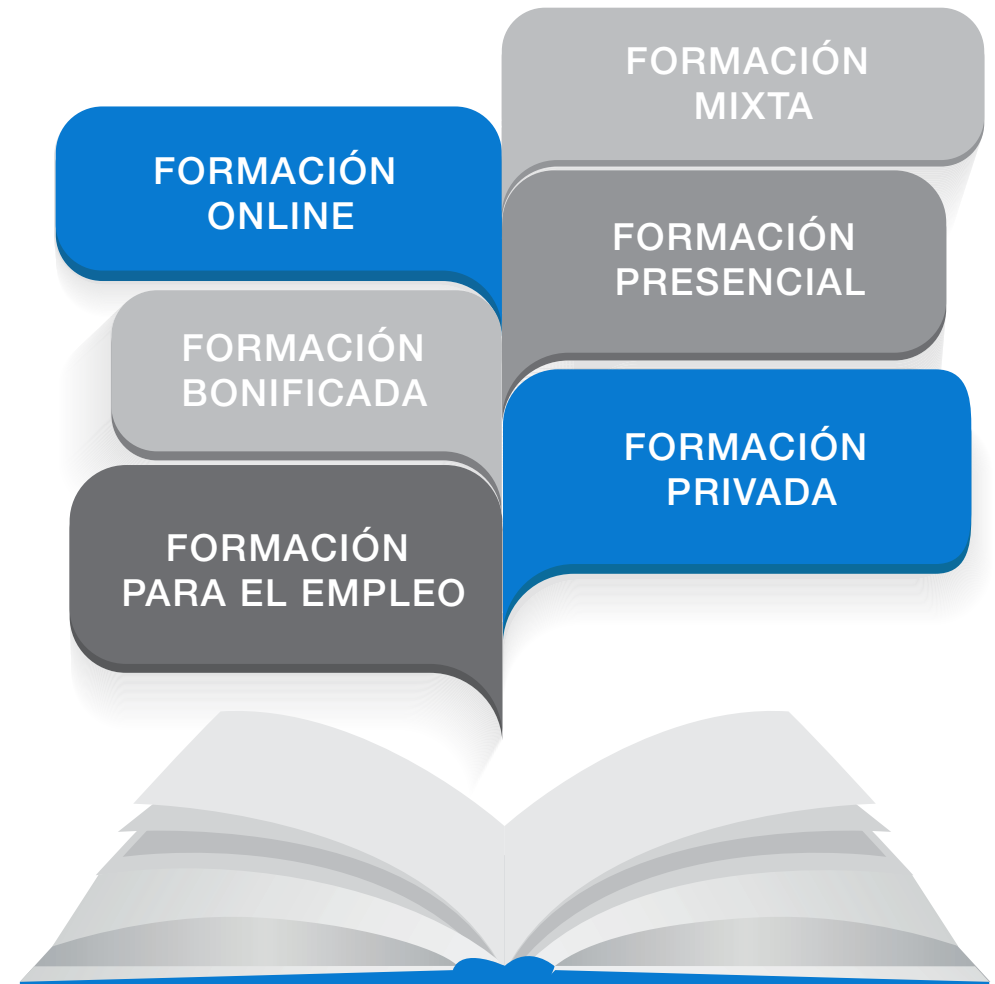 FORMACIÓN
MIXTA
FORMACIÓN
ONLINE
FORMACIÓN
PRESENCIAL
FORMACIÓN
BONIFICADA
FORMACIÓN
PRIVADA
FORMACIÓN
PARA EL EMPLEO